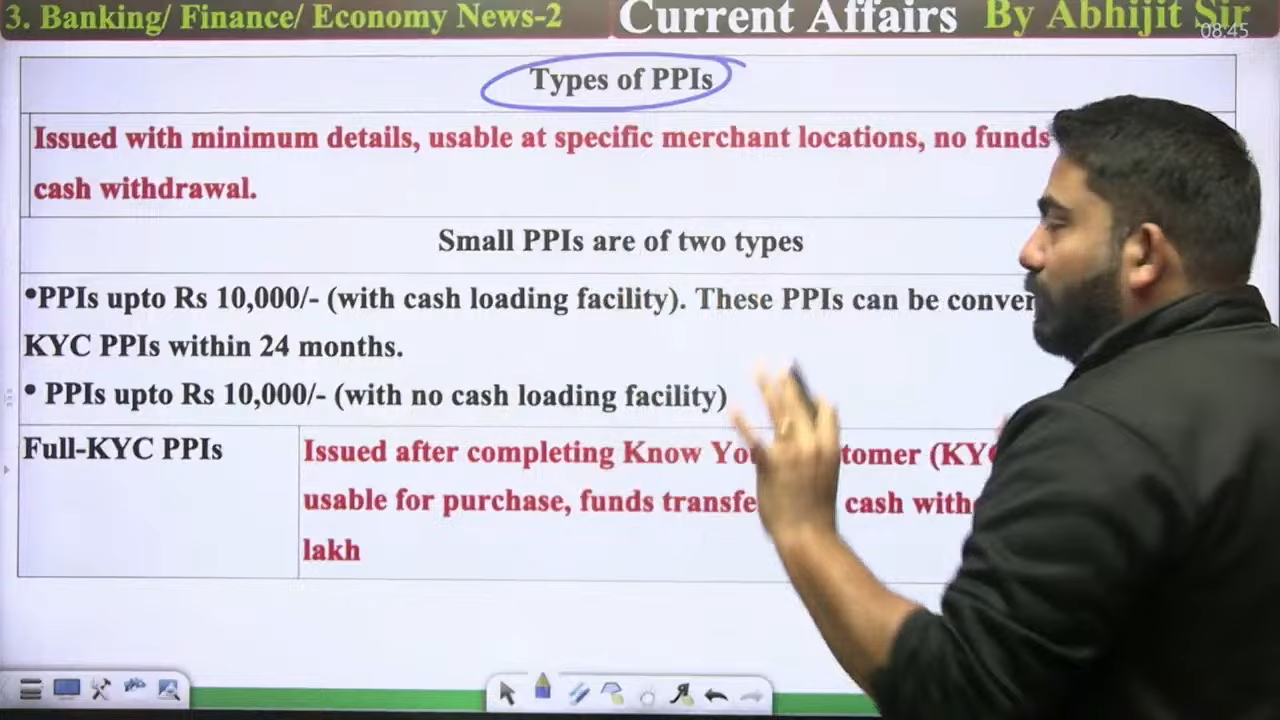 3. Banking/ Finance/ Economy News-2 Current Affairs By Abhijit Sir
08:45
Types of PPIs
Issued with minimum details, usable at specific merchant locations, no funds
cash withdrawal.
Small PPIs are of two types
•PPIs upto Rs 10,000/- (with cash loading facility). These PPIs can be conver
KYC PPIs within 24 months.
• PPIs upto Rs 10,000/- (with no cash loading facility)
Full-KYC PPIs
Issued after completing Know Yo tomer (KYC
usable for purchase, funds transfe cash with
lakh